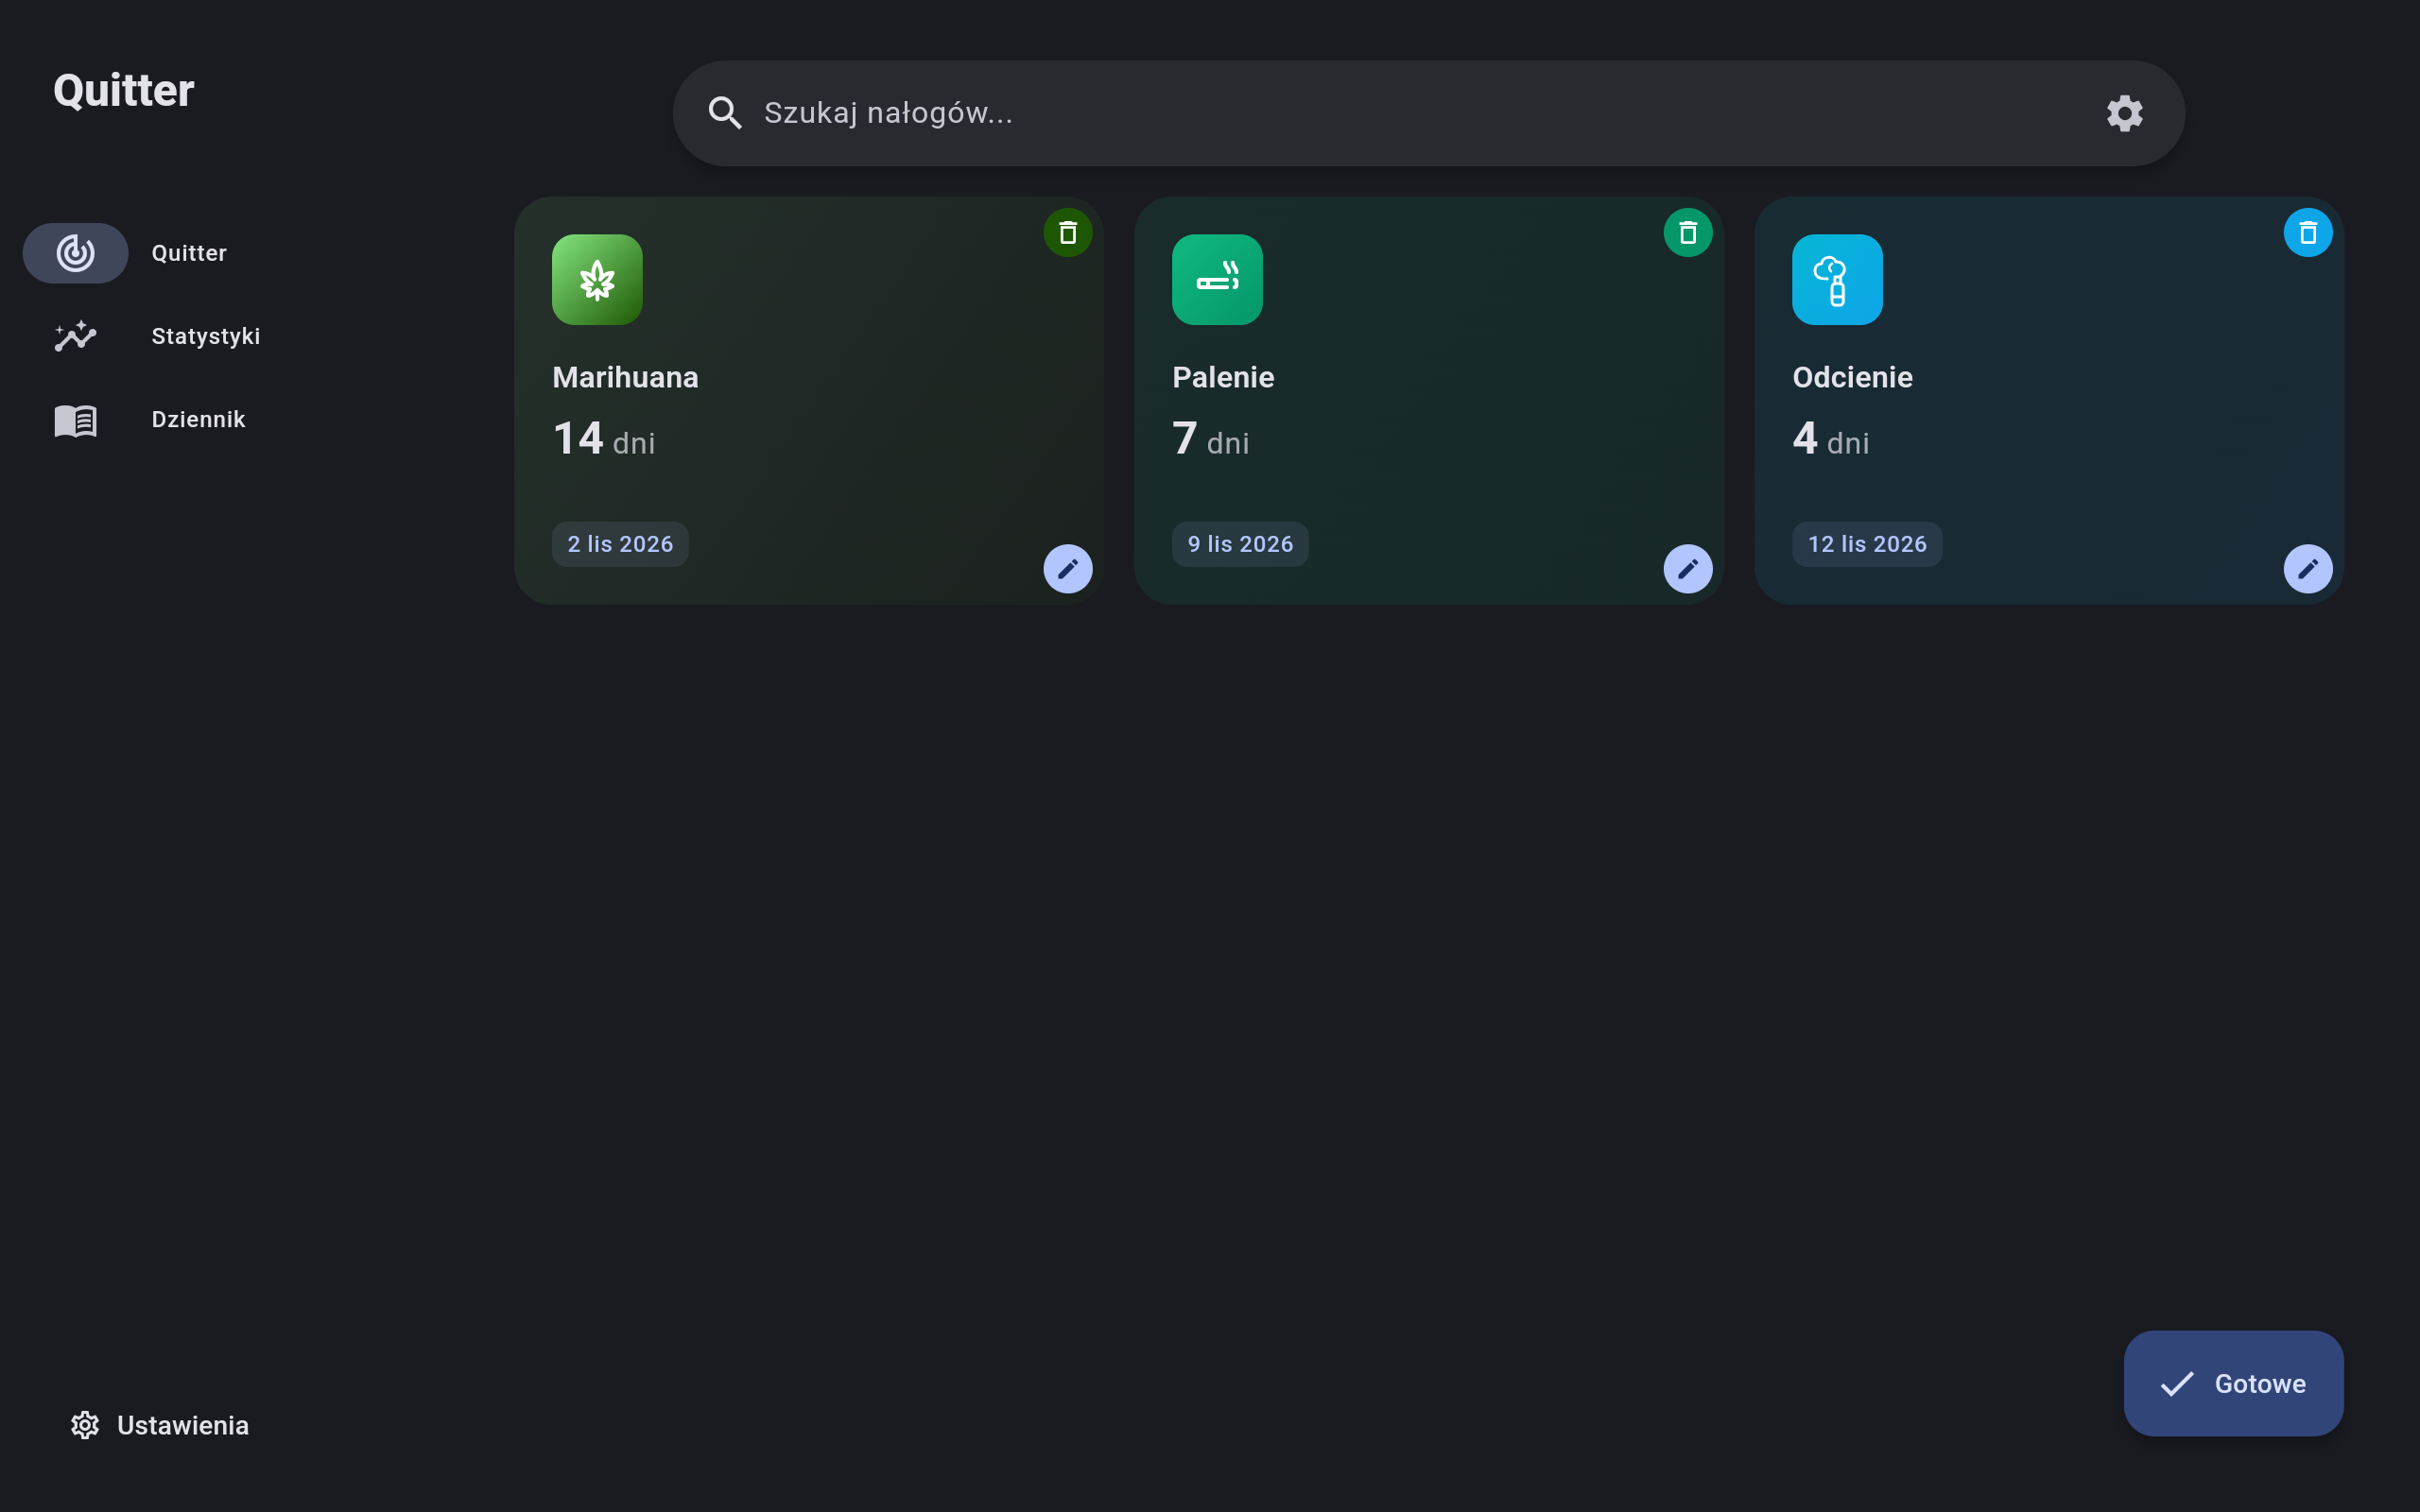 Quitter
Szukaj nałogów...
Quitter
Statystyki
Dziennik
Marihuana
14 dni
2 lis 2026
Palenie
7 dni
9 lis 2026
Odcienie
4 dni
12 lis 2026
Gotowe
Ustawienia